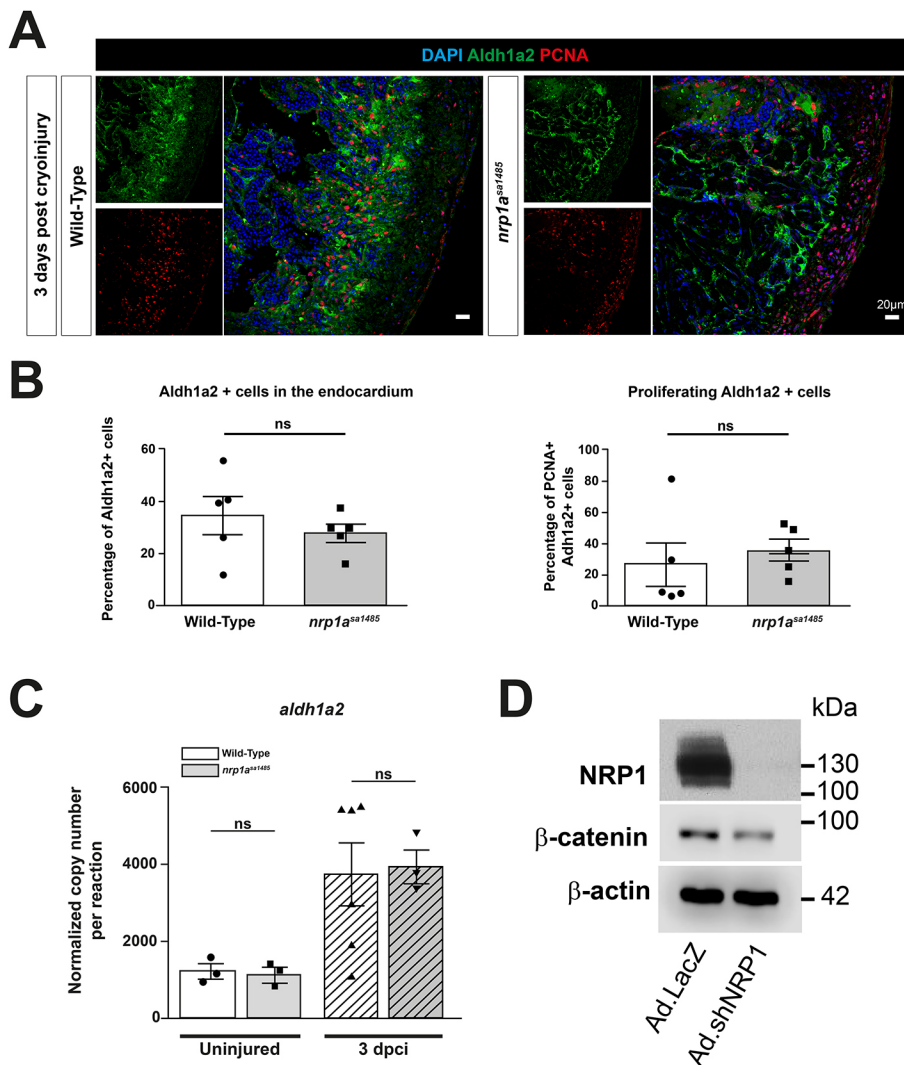 A
DAPI Aldh1a2 PCNA
3 days post cryoinjury
Wild-Type
nrp1a^sa1485
20µm
B
Aldh1a2 + cells in the endocardium
ns
Percentage of Aldh1a2+ cells
60
40
20
0
Wild-Type
nrp1a^sa1485
Proliferating Aldh1a2 + cells
ns
Percentage of PCNA+
Adh1a2+ cells
100
80
60
40
20
0
Wild-Type
nrp1a^sa1485
C
aldh1a2
Wild-Type
nrp1a^sa1485
ns
ns
Normalized copy number
per reaction
6000
4000
2000
0
Uninjured
3 dpci
D
kDa
NRP1
130
100
100
β-catenin
β-actin
42
Ad.LacZ
Ad.shNRP1